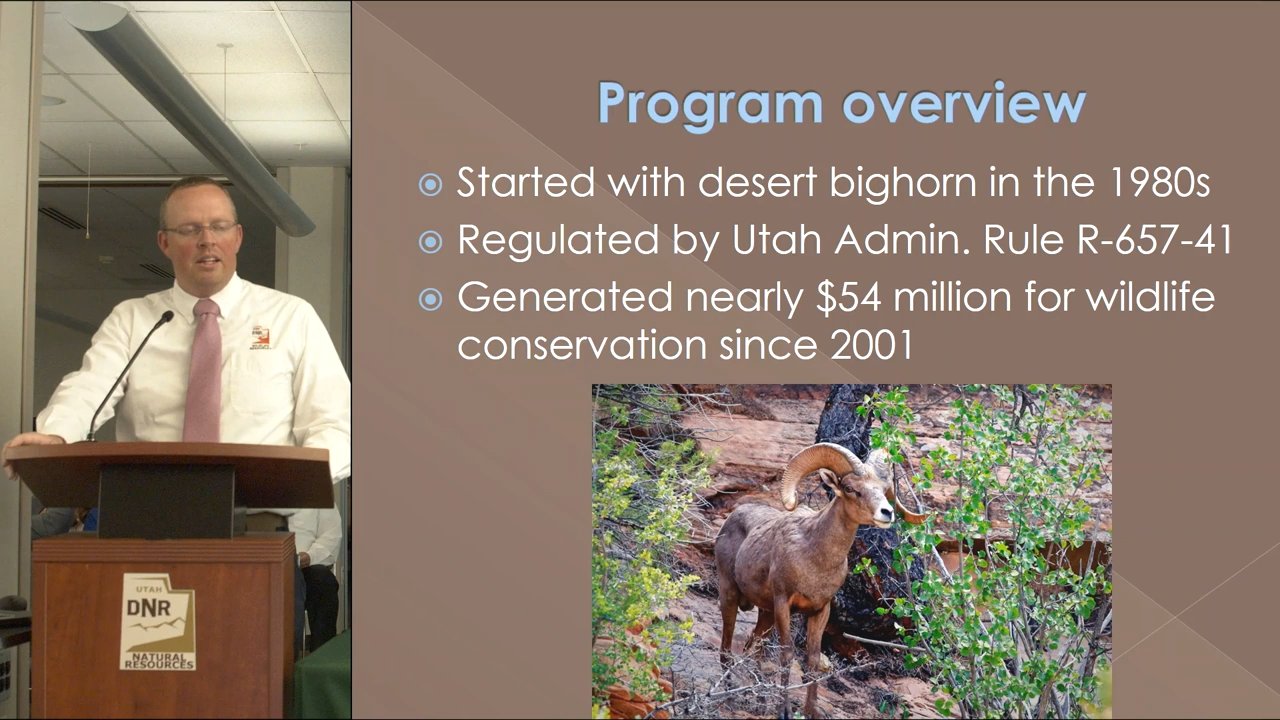 Program overview
Started with desert bighorn in the 1980s
Regulated by Utah Admin. Rule R-657-41
Generated nearly $54 million for wildlife
conservation since 2001
DNR
UTAH
DNR
NATURAL
RESOURCES